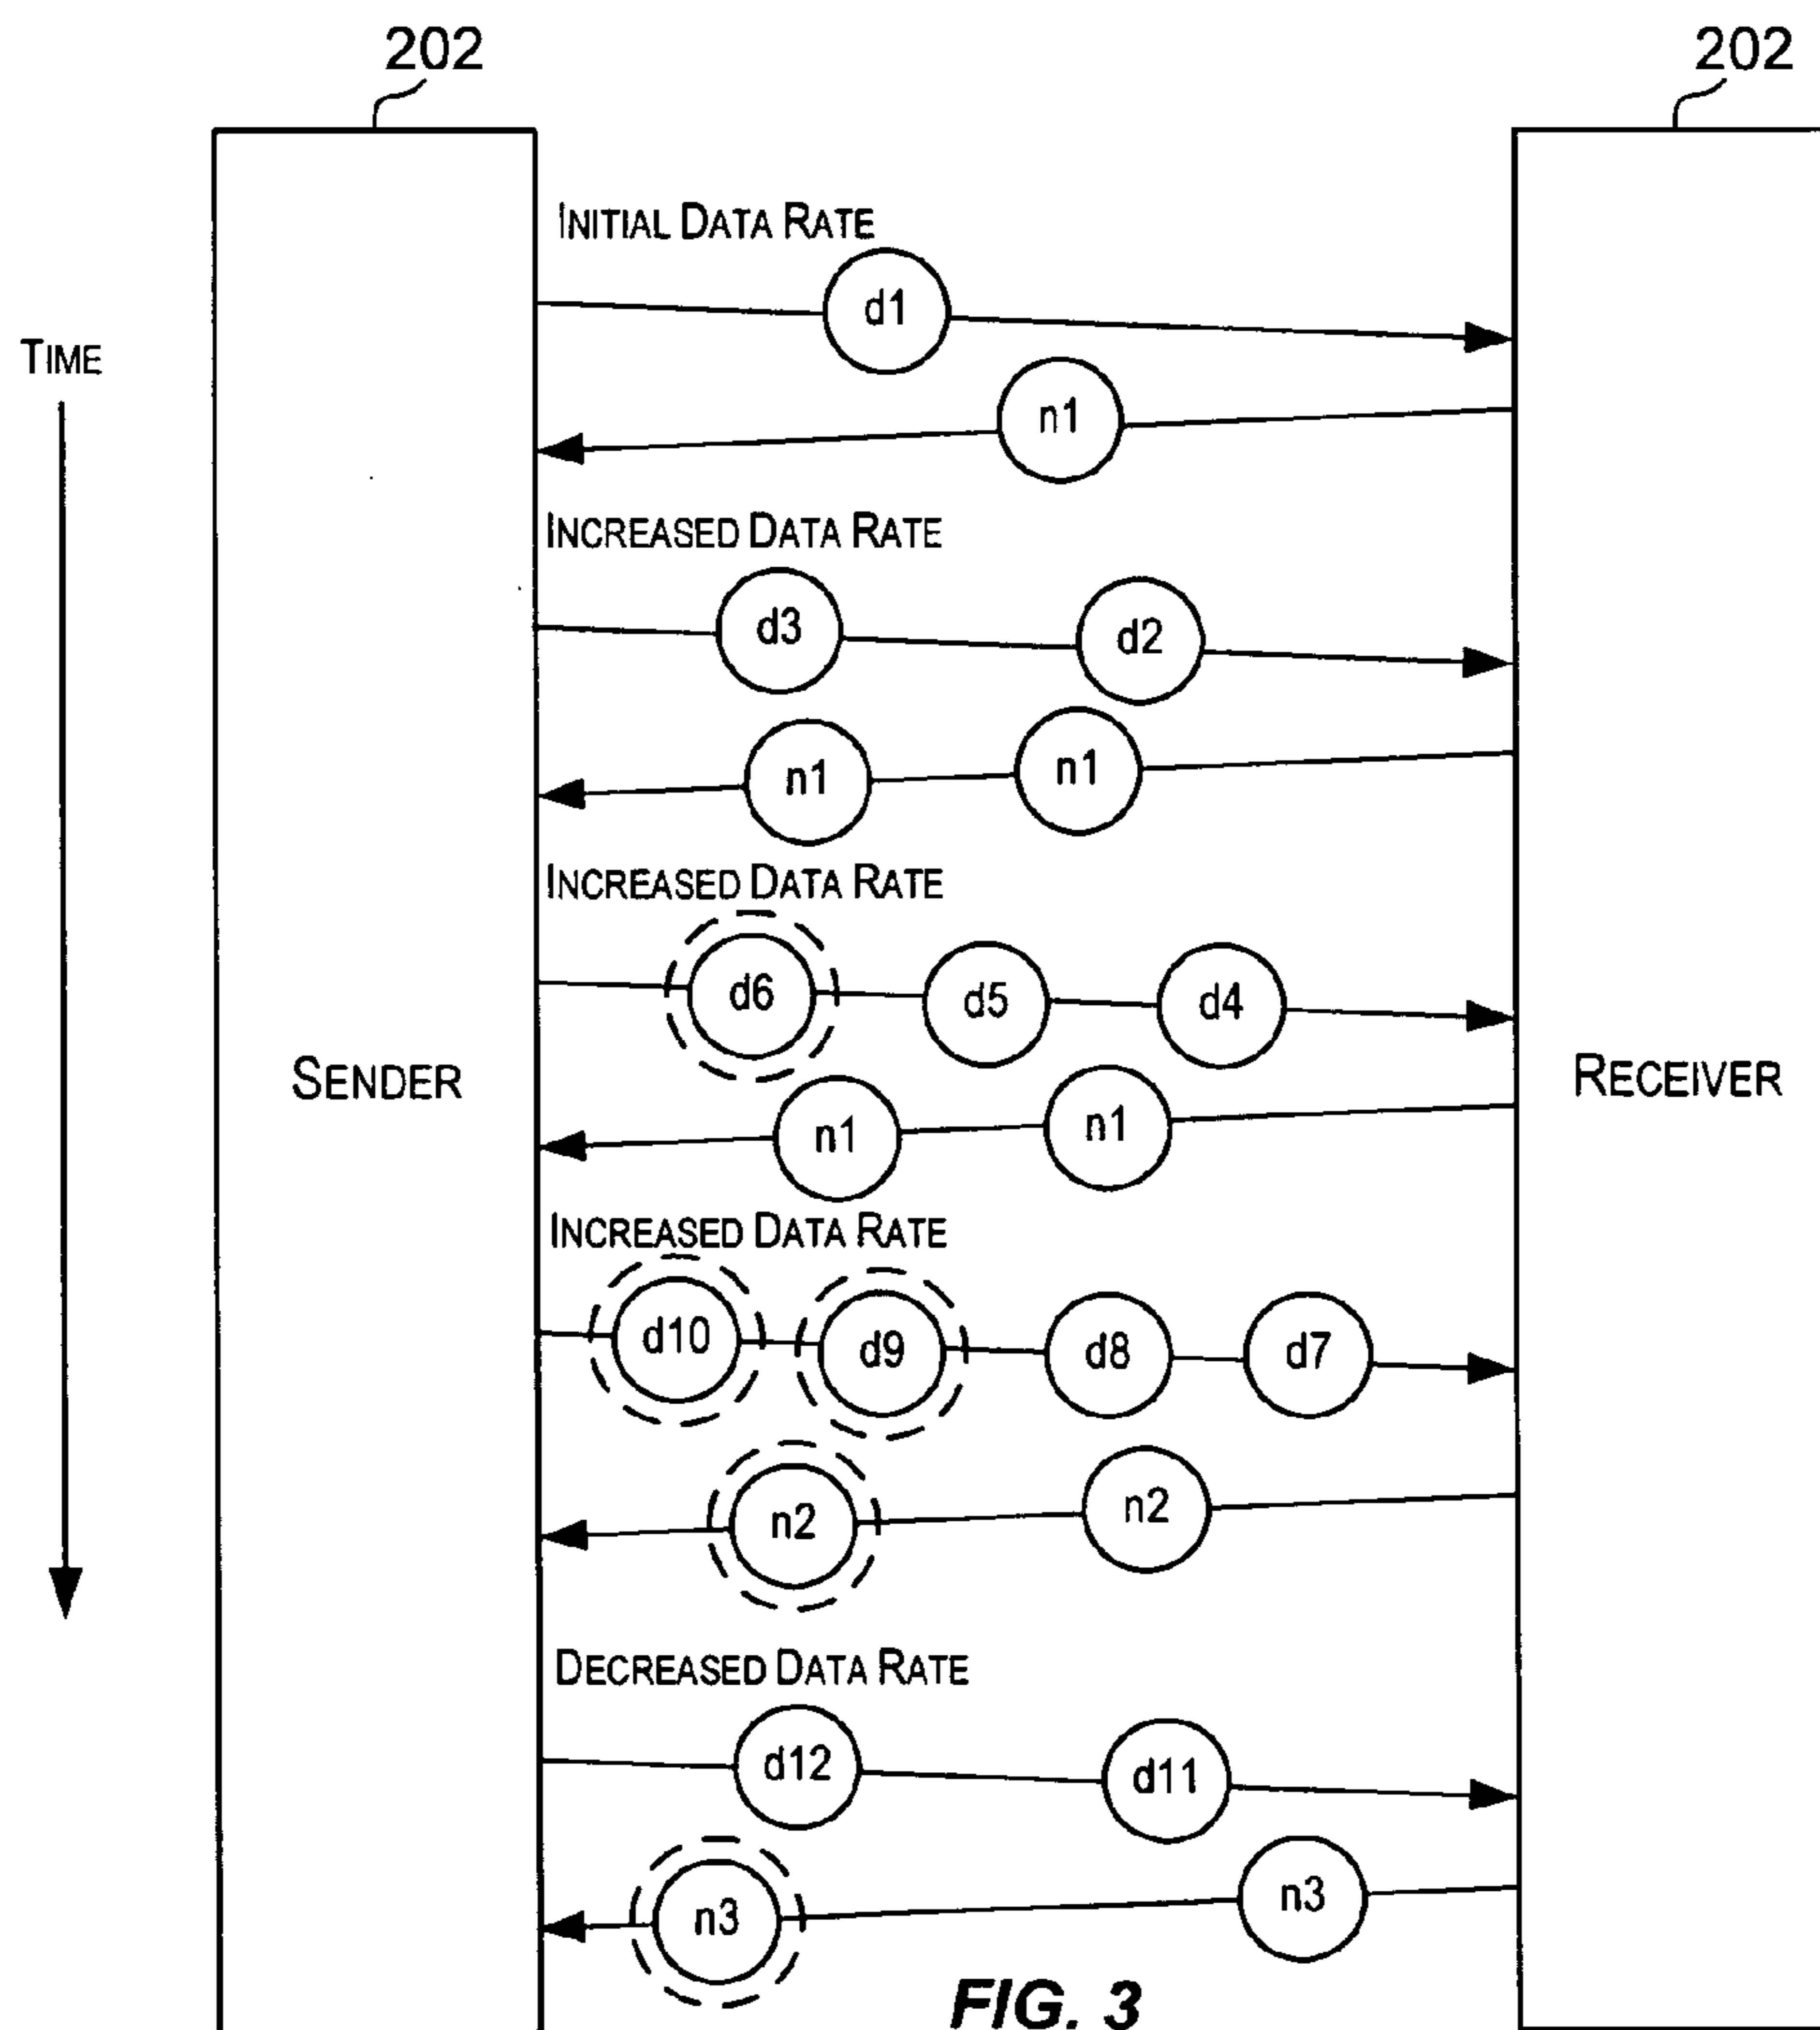 202
202
INITIAL DATA RATE
d1
TIME
n1
INCREASED DATA RATE
d3
d2
n1
n1
INCREASED DATA RATE
d6
d5
d4
SENDER
RECEIVER
n1
n1
INCREASED DATA RATE
d10
d9
d8
d7
n2
n2
DECREASED DATA RATE
d12
d11
n3
n3
FIG. 3